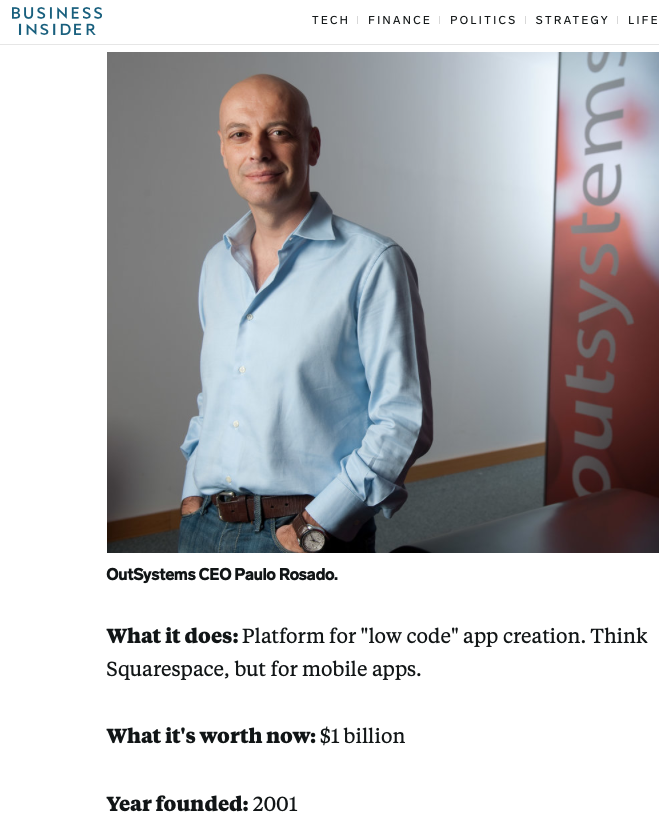 BUSINESS
INSIDER
TECH | FINANCE | POLITICS | STRATEGY | LIFE
outsystems
OutSystems CEO Paulo Rosado.
What it does: Platform for "low code" app creation. Think
Squarespace, but for mobile apps.
What it's worth now: $1 billion
Year founded: 2001